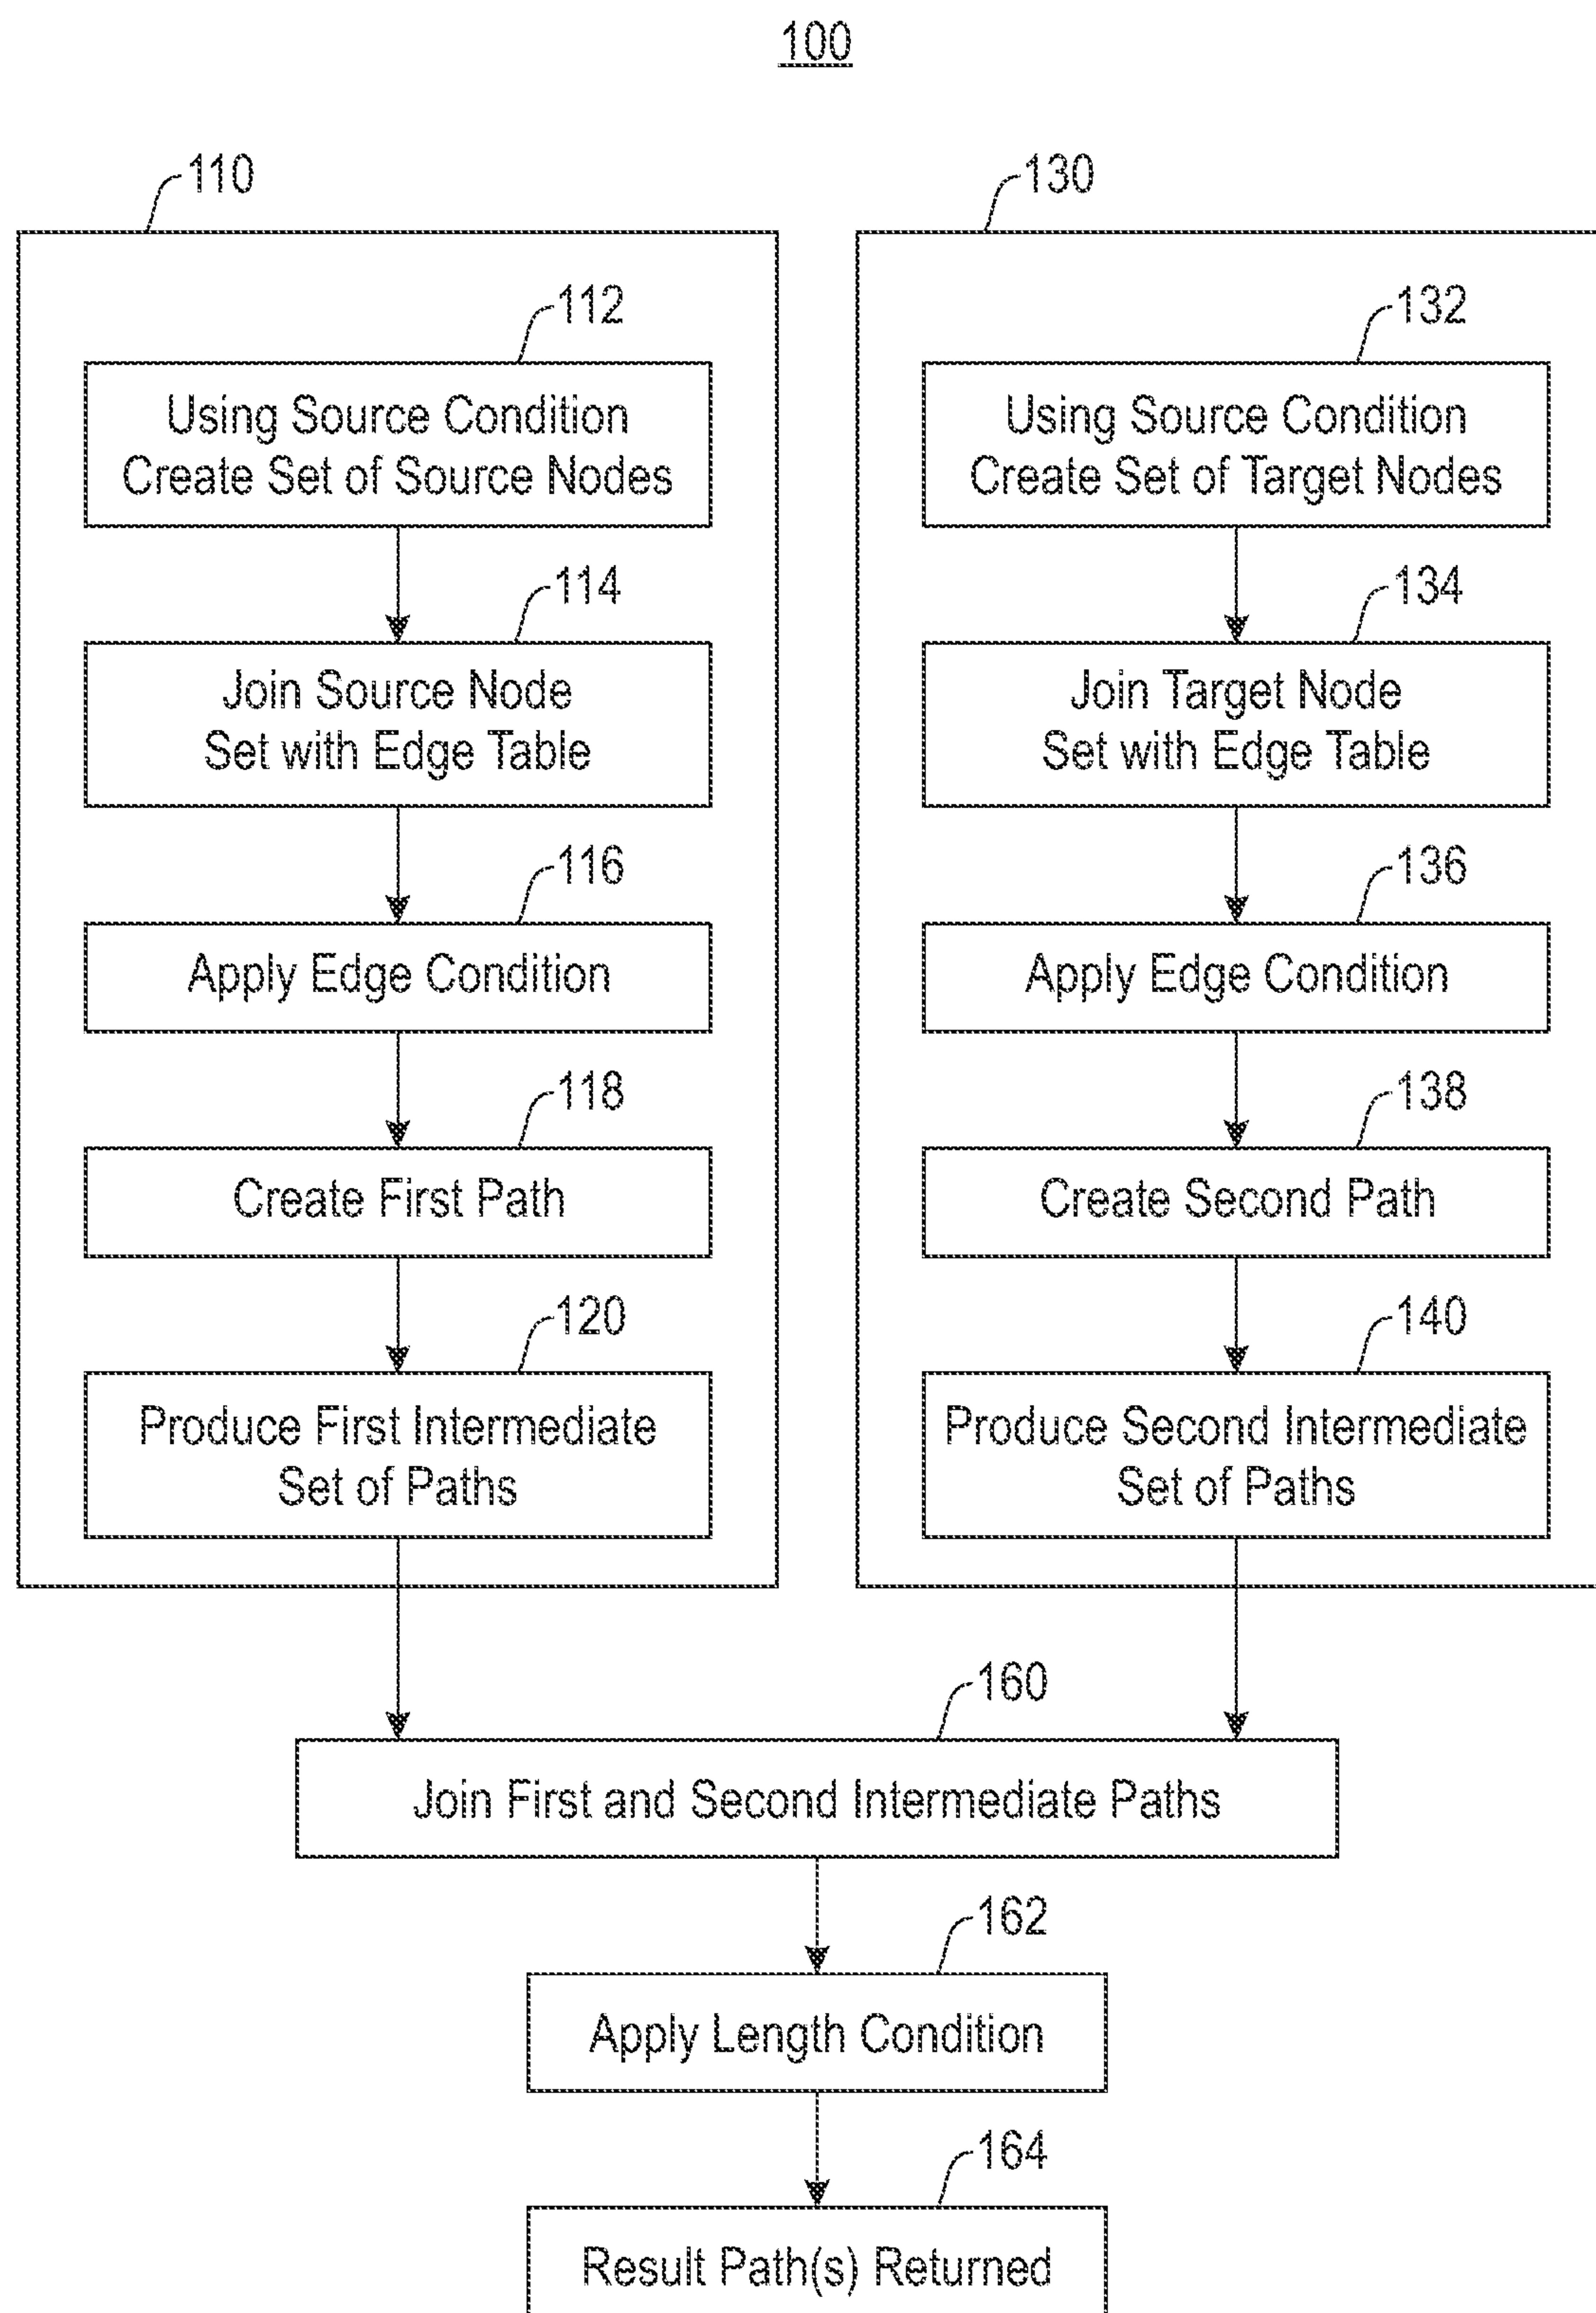 100
110
112
Using Source Condition
Create Set of Source Nodes
114
Join Source Node
Set with Edge Table
116
Apply Edge Condition
118
Create First Path
120
Produce First Intermediate
Set of Paths
130
132
Using Source Condition
Create Set of Target Nodes
134
Join Target Node
Set with Edge Table
136
Apply Edge Condition
138
Create Second Path
140
Produce Second Intermediate
Set of Paths
160
Join First and Second Intermediate Paths
162
Apply Length Condition
164
Result Path(s) Returned